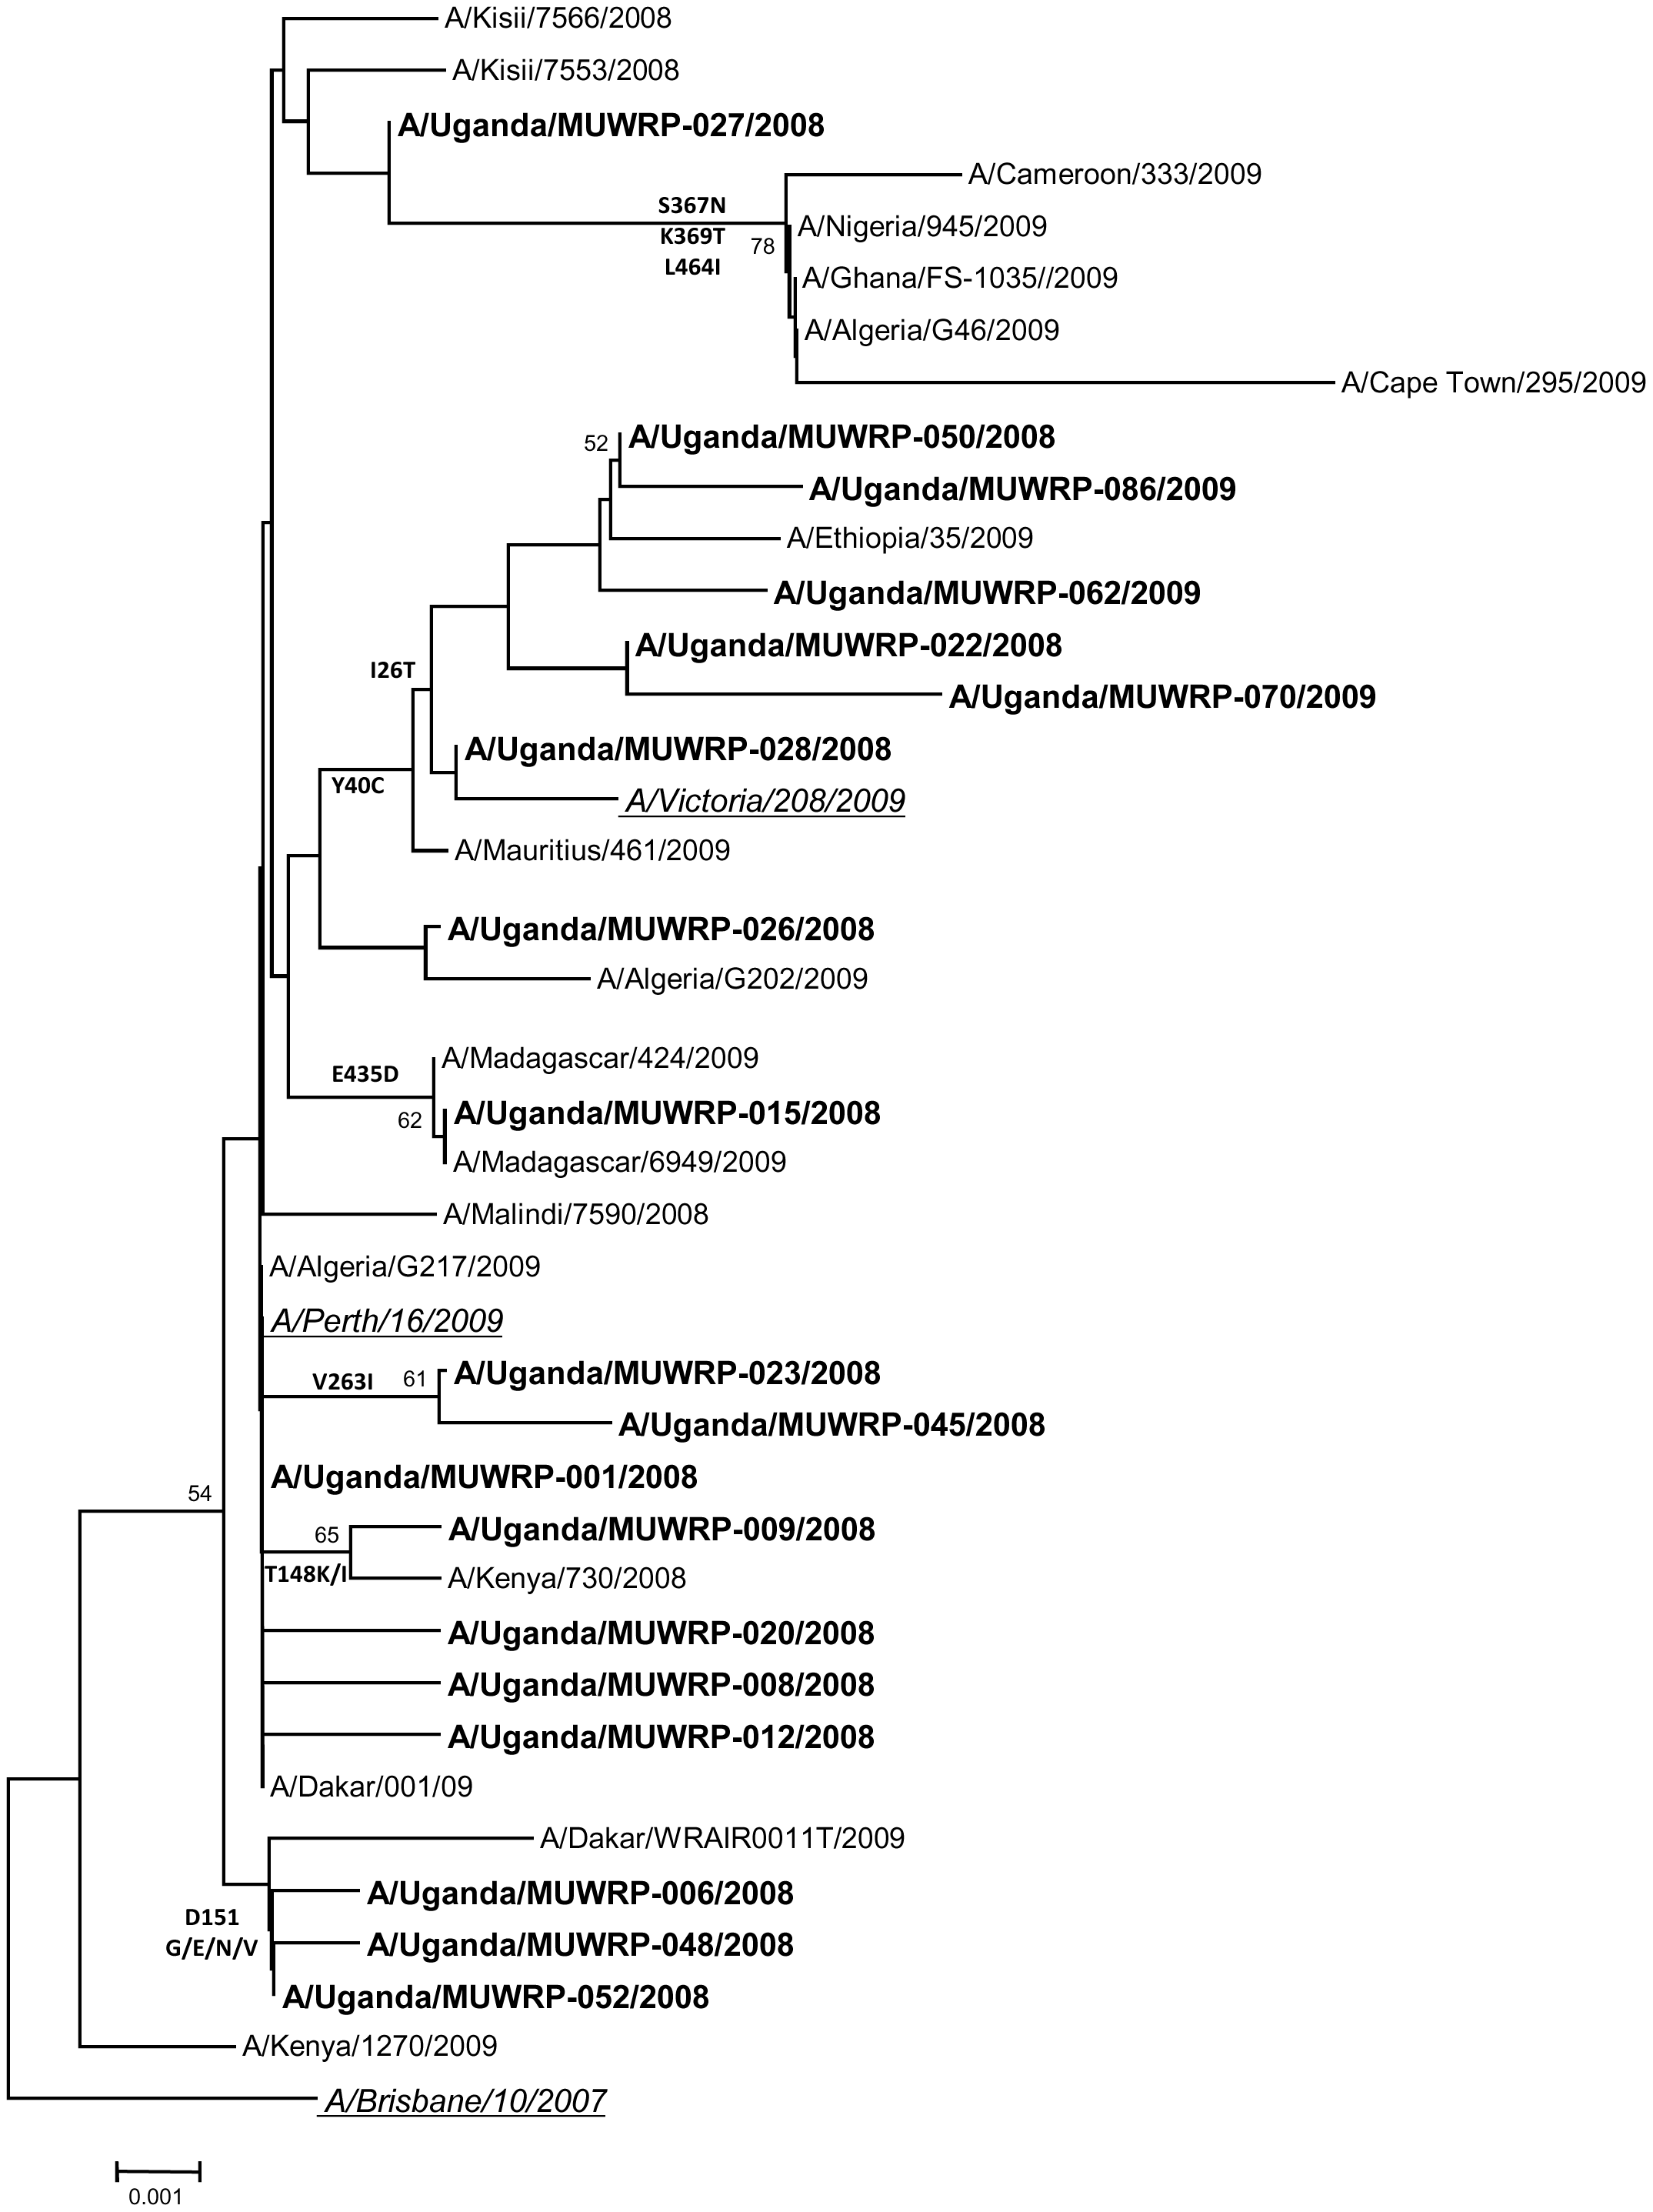 A/Kisii/7566/2008
A/Kisii/7553/2008
A/Uganda/MUWRP-027/2008
A/Cameroon/333/2009
S367N
A/Nigeria/945/2009
K369T
78
L464I
A/Ghana/FS-1035//2009
A/Algeria/G46/2009
A/Cape Town/295/2009
52
A/Uganda/MUWRP-050/2008
A/Uganda/MUWRP-086/2009
A/Ethiopia/35/2009
A/Uganda/MUWRP-062/2009
A/Uganda/MUWRP-022/2008
I26T
A/Uganda/MUWRP-070/2009
A/Uganda/MUWRP-028/2008
Y40C
A/Victoria/208/2009
A/Mauritius/461/2009
A/Uganda/MUWRP-026/2008
A/Algeria/G202/2009
A/Madagascar/424/2009
E435D
A/Uganda/MUWRP-015/2008
62
A/Madagascar/6949/2009
A/Malindi/7590/2008
A/Algeria/G217/2009
A/Perth/16/2009
A/Uganda/MUWRP-023/2008
V263I
61
A/Uganda/MUWRP-045/2008
A/Uganda/MUWRP-001/2008
54
A/Uganda/MUWRP-009/2008
65
T148K/I
A/Kenya/730/2008
A/Uganda/MUWRP-020/2008
A/Uganda/MUWRP-008/2008
A/Uganda/MUWRP-012/2008
A/Dakar/001/09
A/Dakar/WRAIR0011T/2009
A/Uganda/MUWRP-006/2008
D151
G/E/N/V
A/Uganda/MUWRP-048/2008
A/Uganda/MUWRP-052/2008
A/Kenya/1270/2009
A/Brisbane/10/2007
0.001